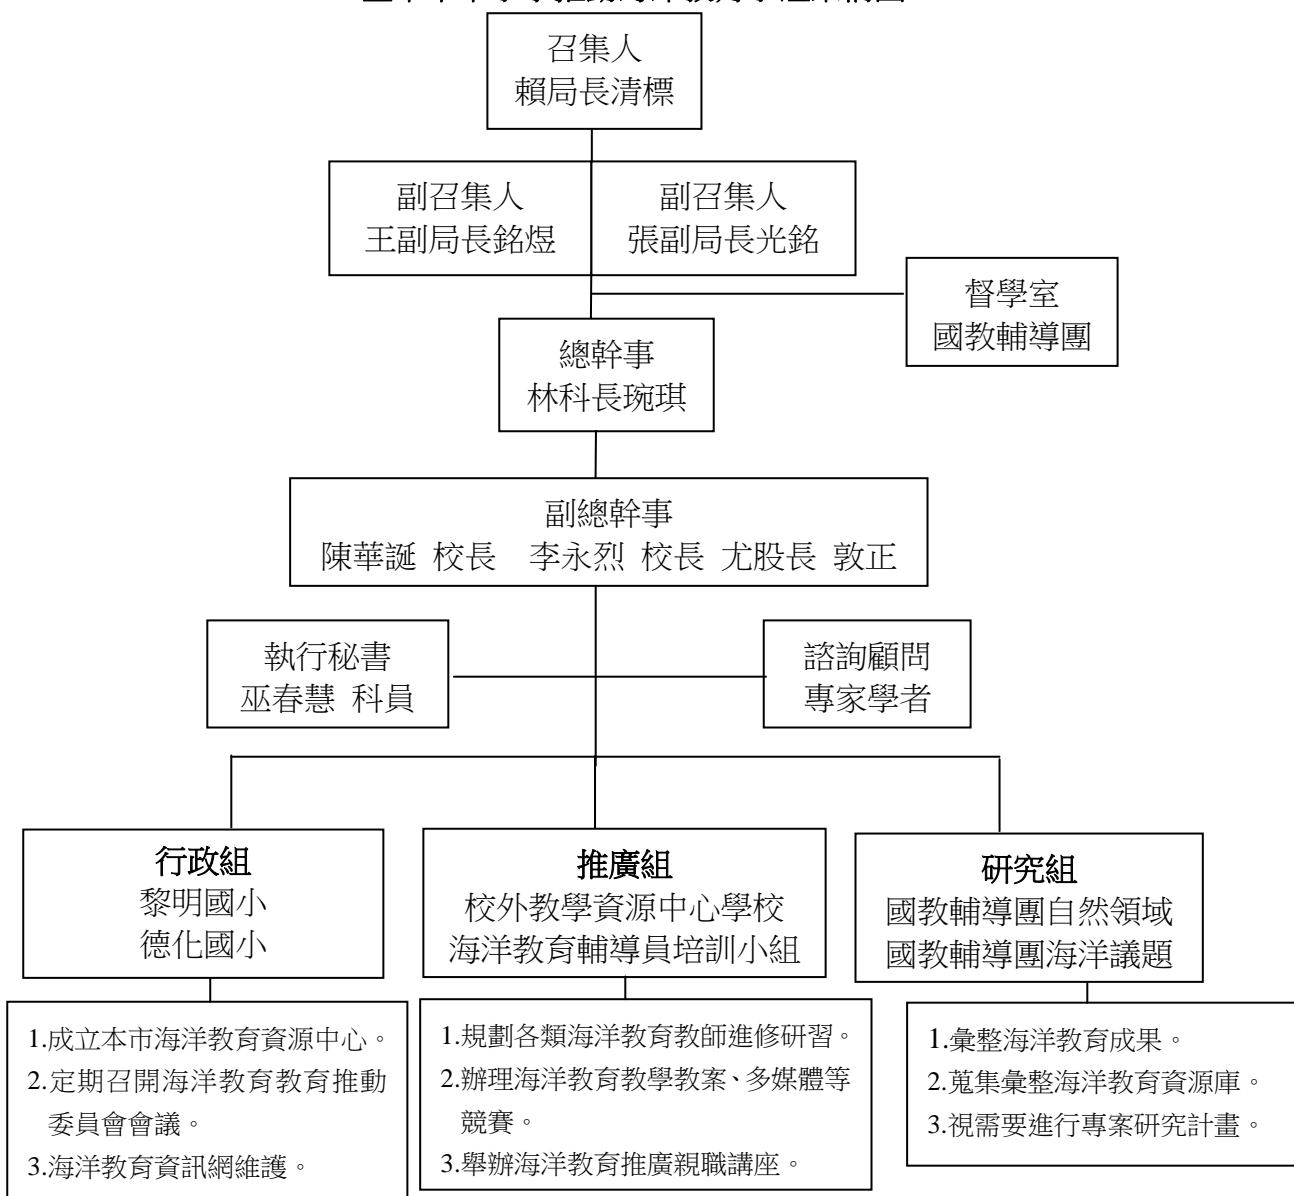 召集人
賴局長清標
副召集人
王副局長銘煜
副召集人
張副局長光銘
督學室
國教輔導團
總幹事
林科長琬琪
副總幹事
陳華誕 校長 李永烈 校長 尤股長 敦正
執行秘書
巫春慧 科員
諮詢顧問
專家學者
行政組
黎明國小
德化國小
推廣組
校外教學資源中心學校
海洋教育輔導員培訓小組
研究組
國教輔導團自然領域
國教輔導團海洋議題
1.成立本市海洋教育資源中心。
2.定期召開海洋教育教育推動
委員會會議。
3.海洋教育資訊網維護。
1.規劃各類海洋教育教師進修研習。
2.辦理海洋教育教學教案、多媒體等
競賽。
3.舉辦海洋教育推廣親職講座。
1.彙整海洋教育成果。
2.蒐集彙整海洋教育資源庫。
3.視需要進行專案研究計畫。